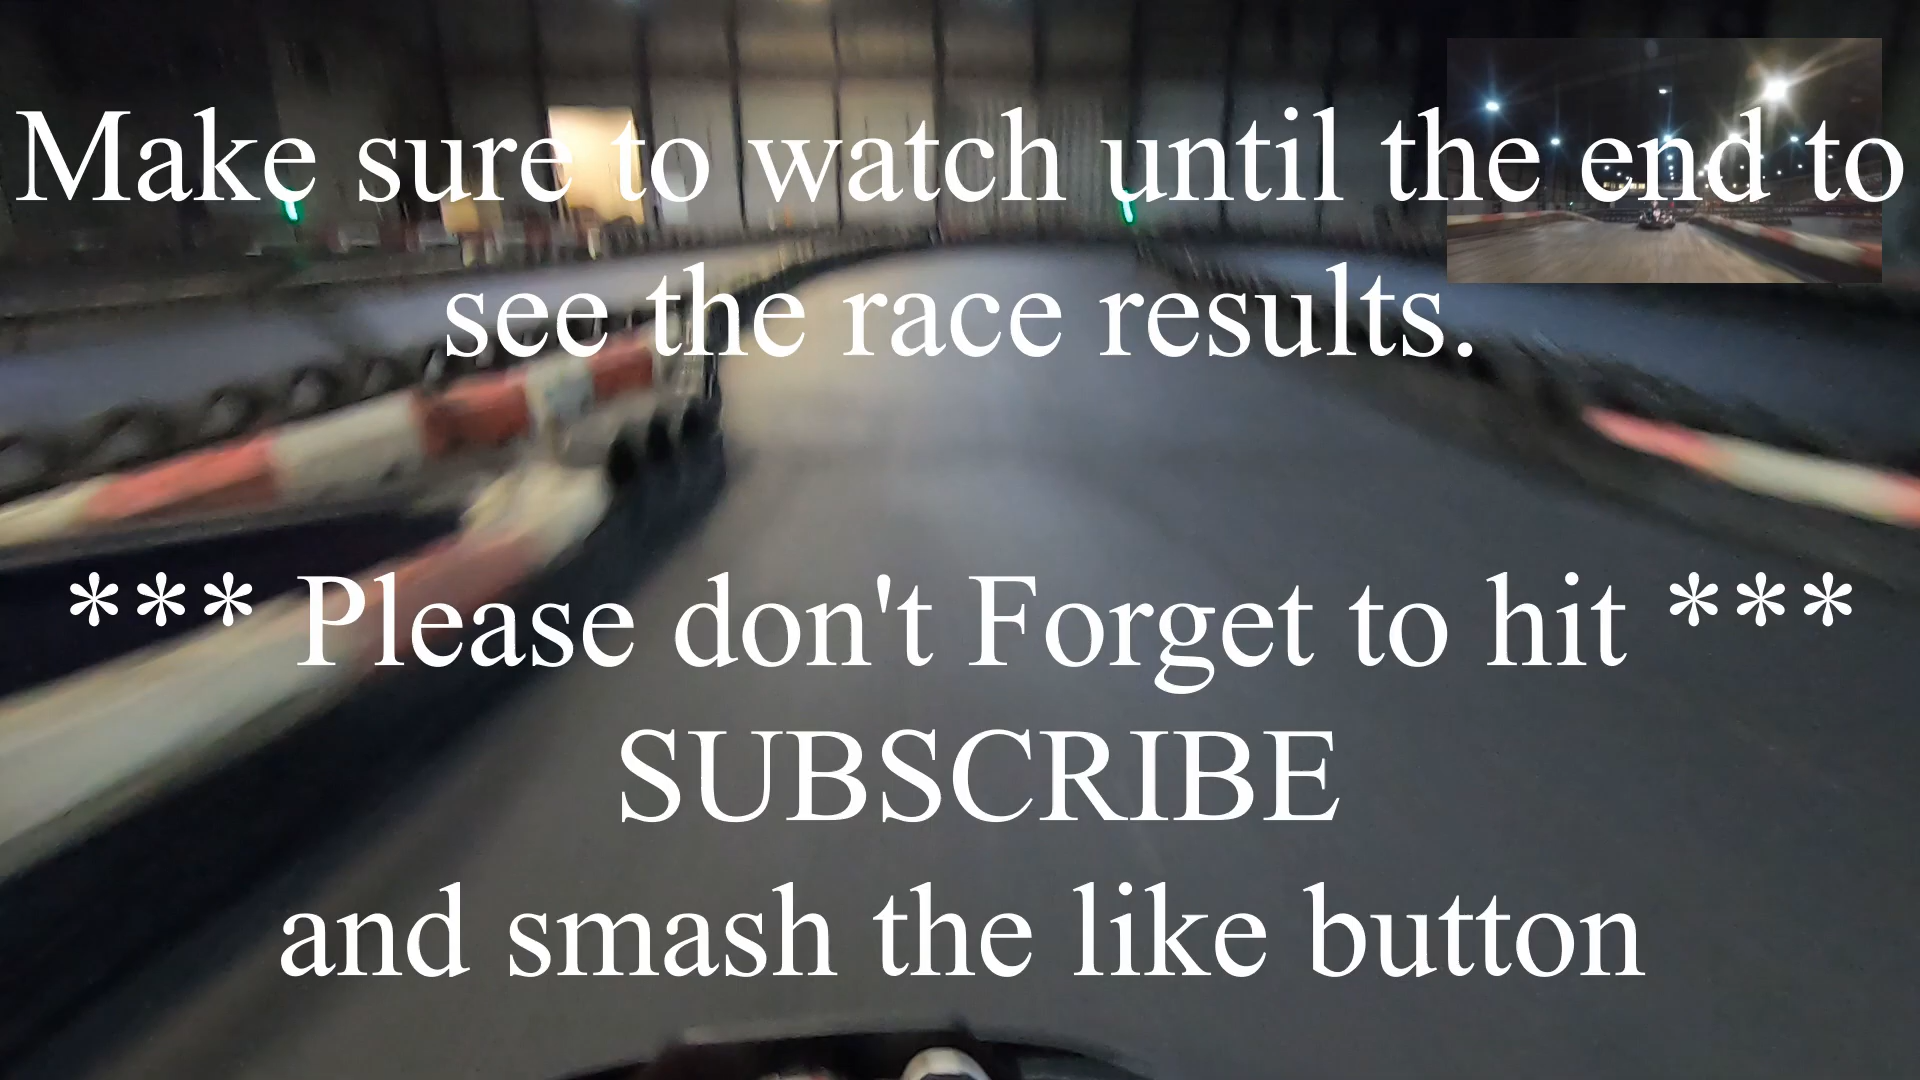 Make sure to watch until the end to
see the race results.
*** Please don't Forget to hit ***
SUBSCRIBE
and smash the like button